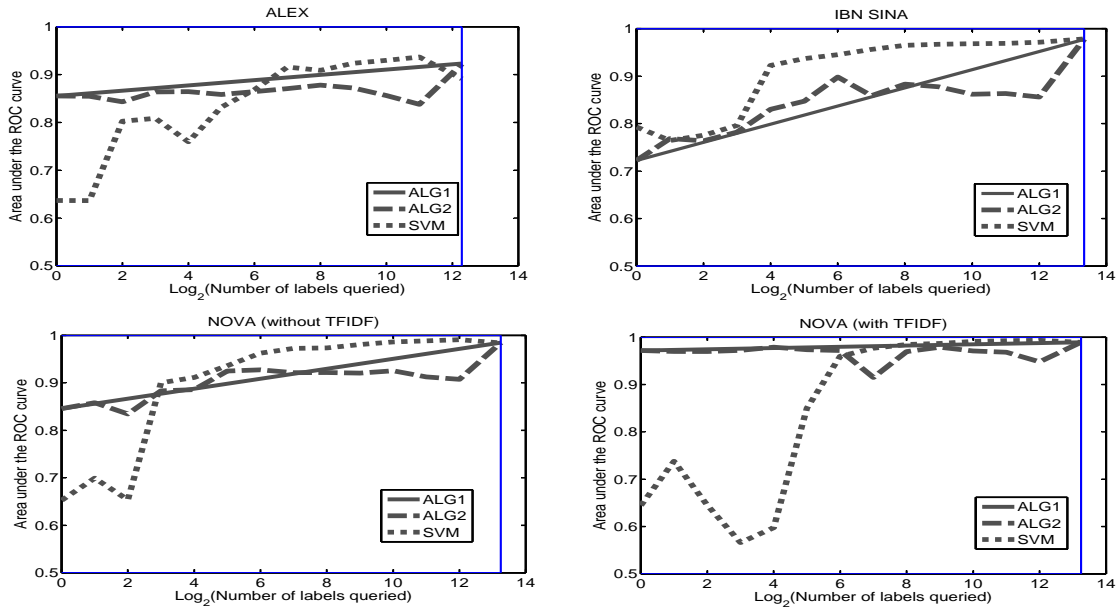 ALEX
1
0.9
0.8
0.7
0.6
0.5
Area under the ROC curve
ALG1
ALG2
SVM
0 2 4 6 8 10 12 14
Log2(Number of labels queried)
IBN SINA
1
0.9
0.8
0.7
0.6
0.5
Area under the ROC curve
ALG1
ALG2
SVM
0 2 4 6 8 10 12 14
Log2(Number of labels queried)
NOVA (without TFIDF)
1
0.9
0.8
0.7
0.6
0.5
Area under the ROC curve
ALG1
ALG2
SVM
0 2 4 6 8 10 12 14
Log2(Number of labels queried)
NOVA (with TFIDF)
1
0.9
0.8
0.7
0.6
0.5
Area under the ROC curve
ALG1
ALG2
SVM
0 2 4 6 8 10 12 14
Log2(Number of labels queried)